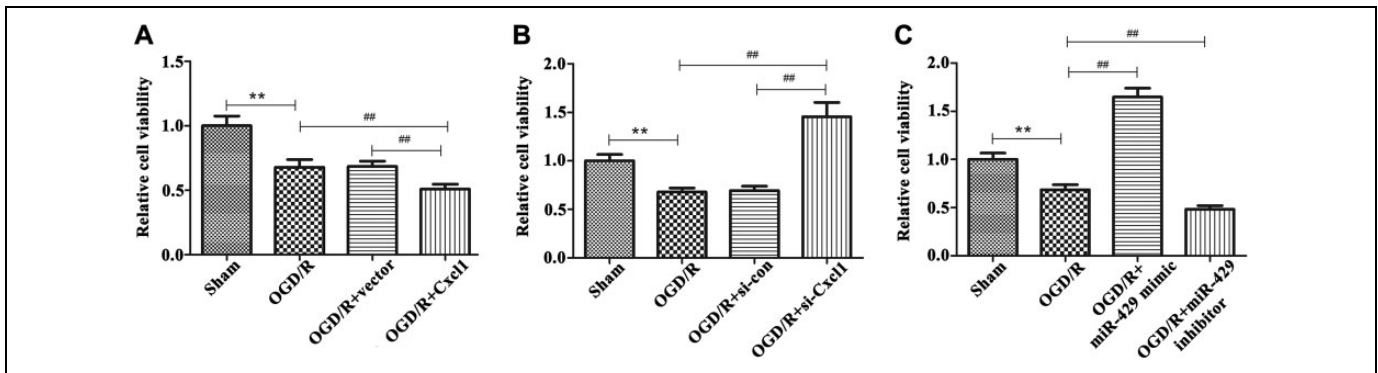 A
Relative cell viability
1.5
1.0
0.5
0.0
**
##
##
Sham
OGD/R
OGD/R+vector
OGD/R+Cxcl1
B
Relative cell viability
2.0
1.5
1.0
0.5
0.0
**
##
##
Sham
OGD/R
OGD/R+si-con
OGD/R+si-Cxcl1
C
Relative cell viability
2.0
1.5
1.0
0.5
0.0
**
##
##
Sham
OGD/R
OGD/R+
miR-429 mimic
OGD/R+miR-429
inhibitor